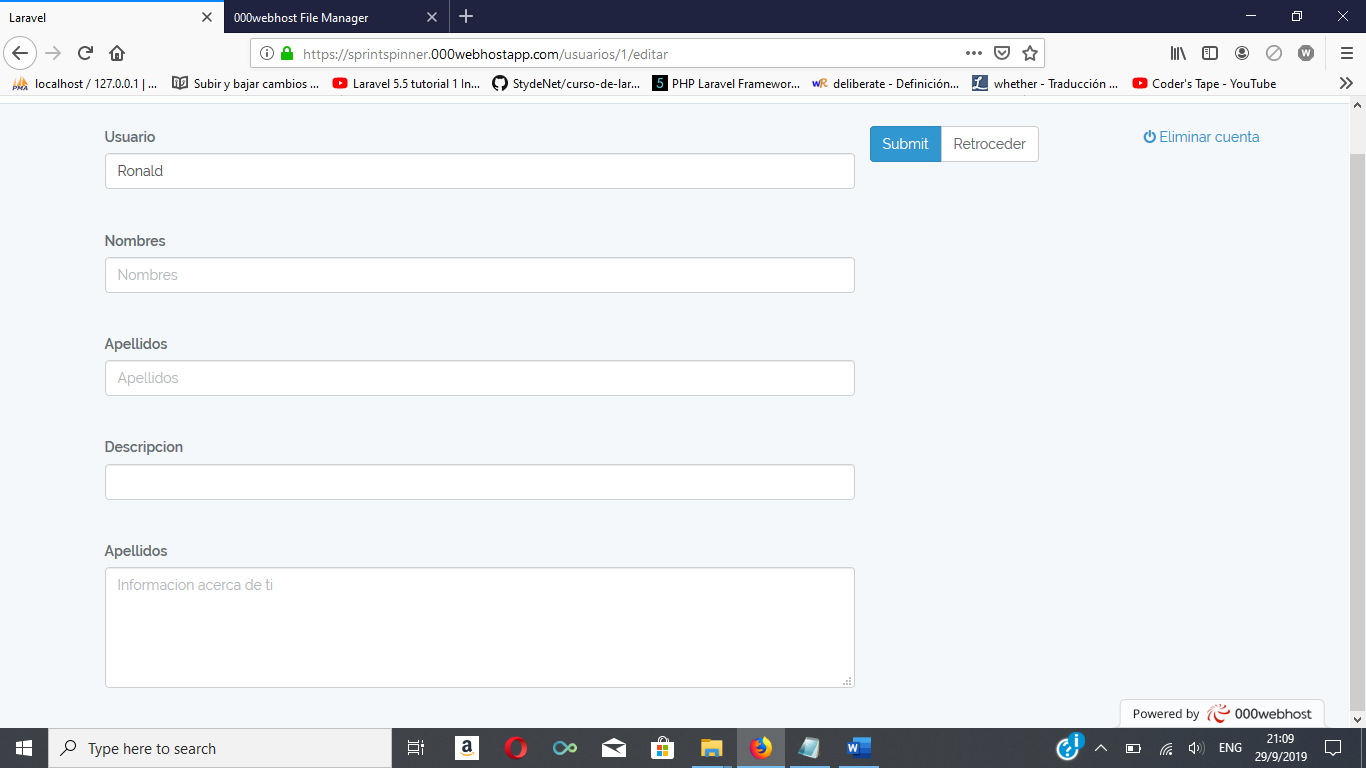 Laravel
000webhost File Manager
https://sprintspinner.000webhostapp.com/usuarios/1/editar
localhost / 127.0.0.1 | ...
Subir y bajar cambios ...
Laravel 5.5 tutorial 1 In...
StydeNet/curso-de-lar...
PHP Laravel Framewor...
deliberate - Definición...
whether - Traducción ...
Coder's Tape - YouTube
Usuario
Submit
Retroceder
Eliminar cuenta
Ronald
Nombres
Nombres
Apellidos
Apellidos
Descripcion
Apellidos
Informacion acerca de ti
Powered by 000webhost
Type here to search
ENG
21:09
29/9/2019